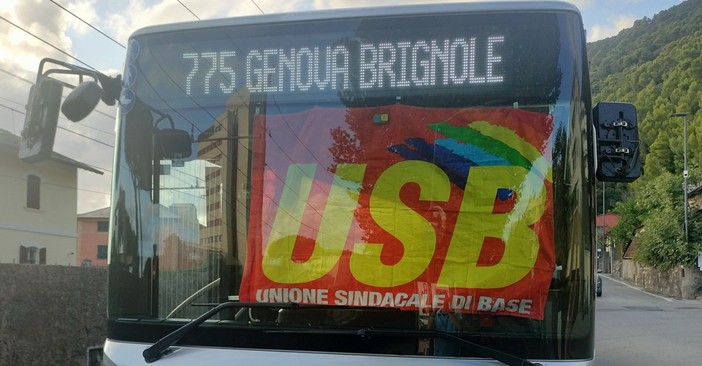 775 GENOVA BRIGNOLE
USB
UNIONE SINDACALE DI BASE